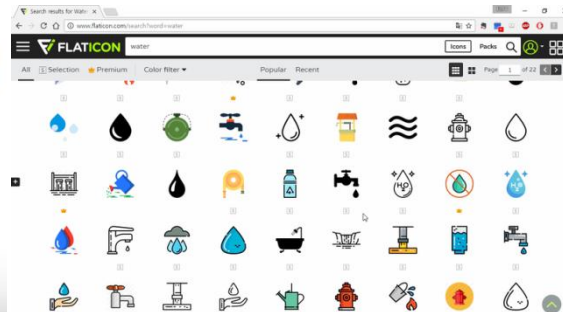 Search results for Wate
www.flaticon.com/search?word=water
FLATICON
water
Icons
Packs
All
Selection
Premium
Color filter
Popular
Recent
Page
1
of 22
H₂O
H₂O